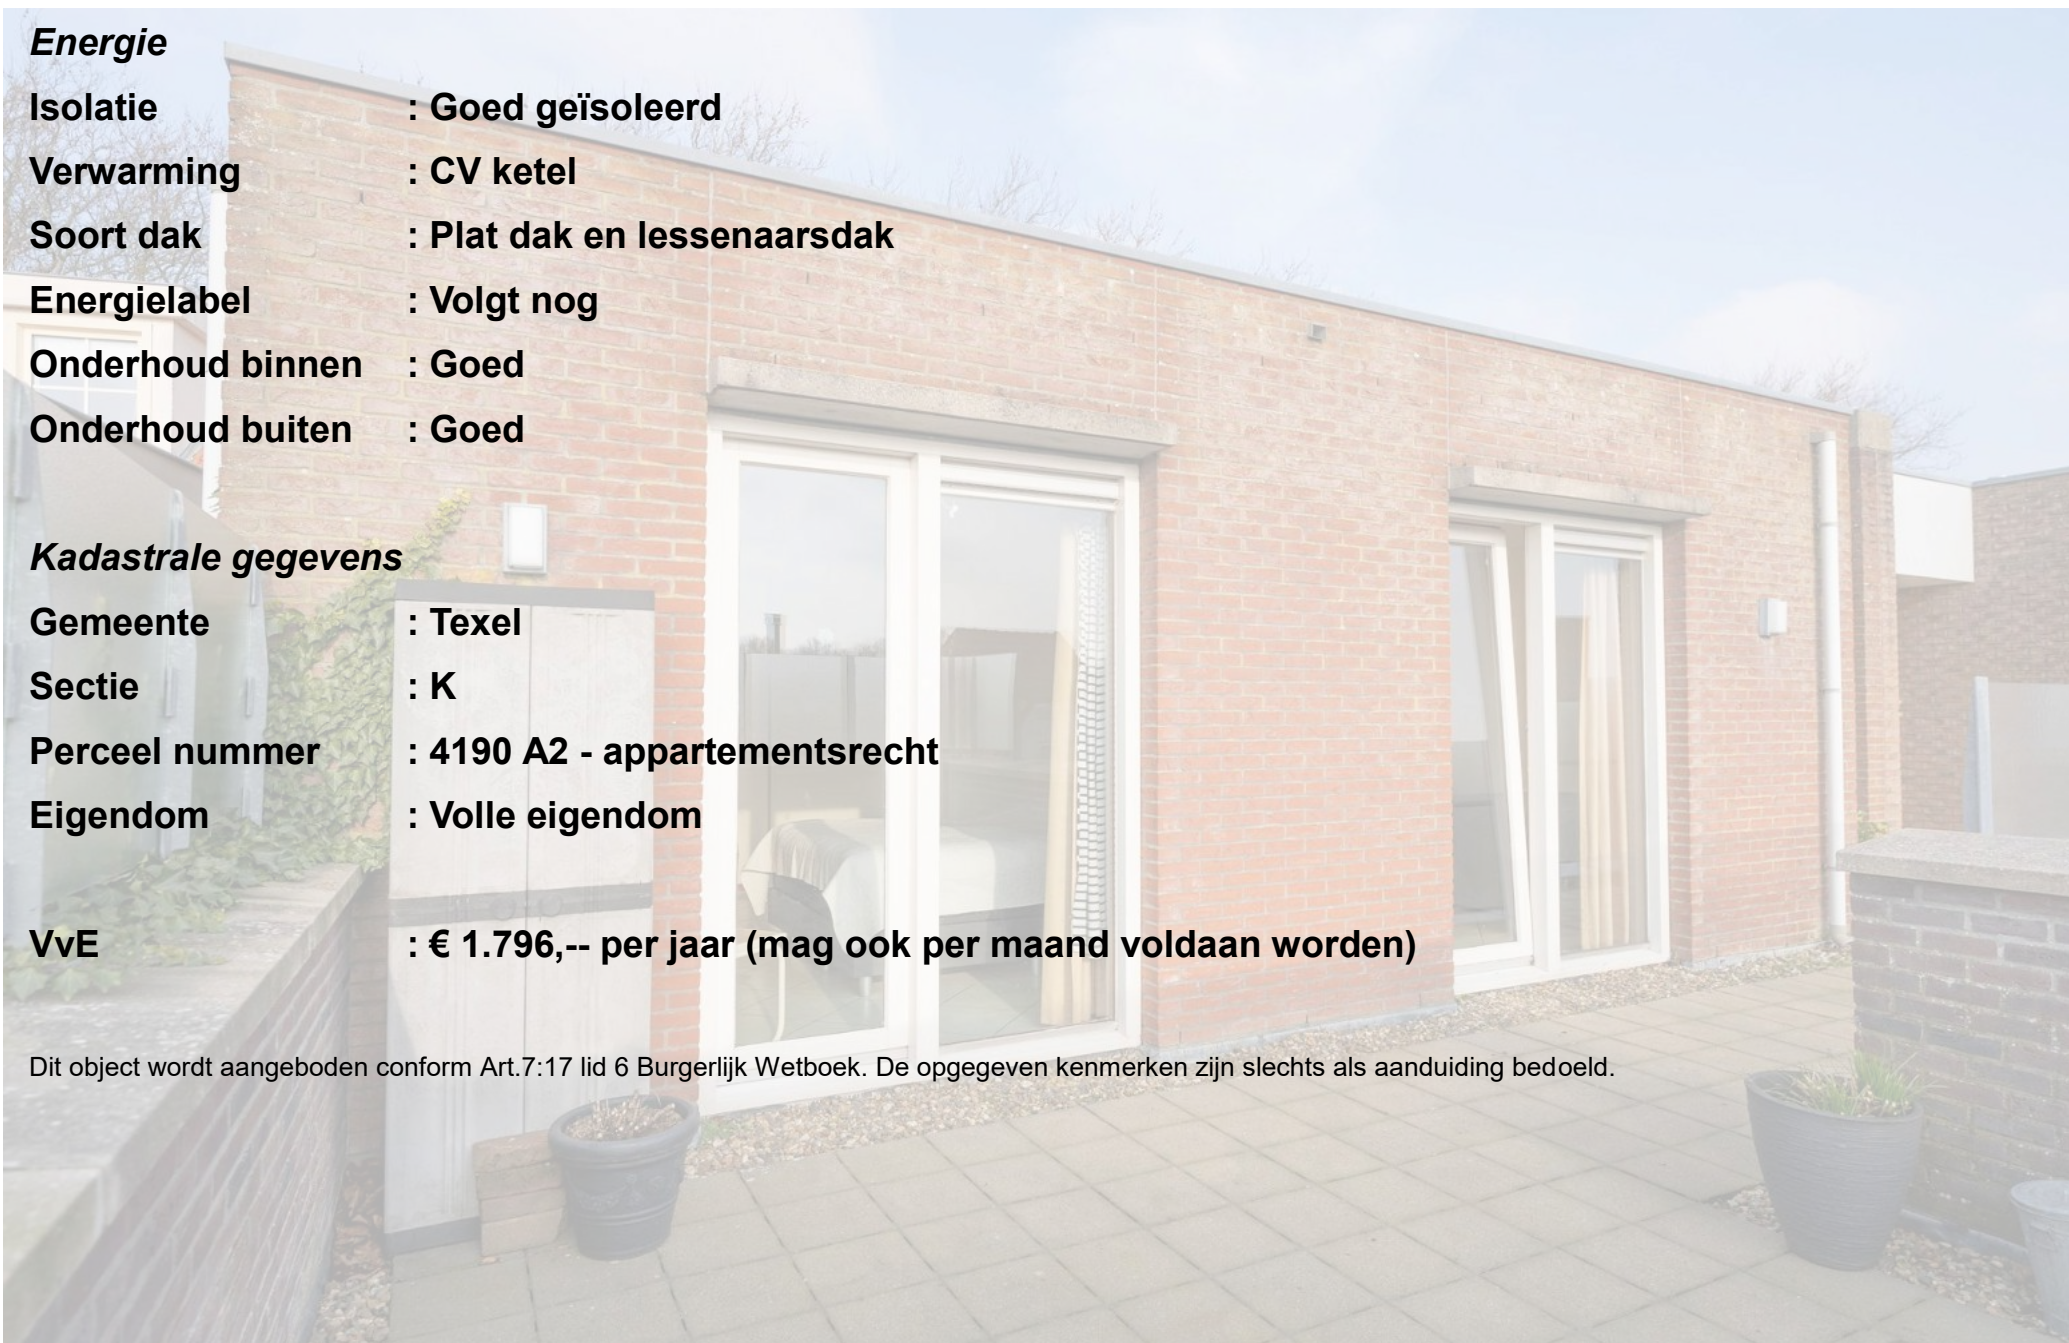 Energie
Isolatie : Goed geïsoleerd
Verwarming : CV ketel
Soort dak : Plat dak en lessenaarsdak
Energielabel : Volgt nog
Onderhoud binnen : Goed
Onderhoud buiten : Goed
Kadastrale gegevens
Gemeente : Texel
Sectie : K
Perceel nummer : 4190 A2 - appartementsrecht
Eigendom : Volle eigendom
VvE : € 1.796,-- per jaar (mag ook per maand voldaan worden)
Dit object wordt aangeboden conform Art.7:17 lid 6 Burgerlijk Wetboek. De opgegeven kenmerken zijn slechts als aanduiding bedoeld.